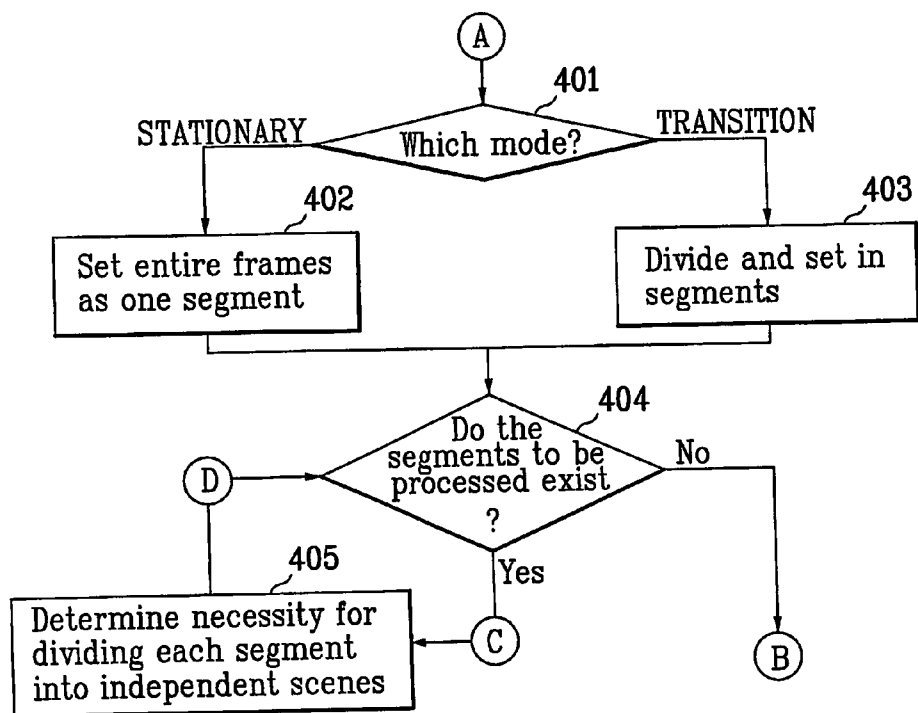 A
401
STATIONARY
Which mode?
TRANSITION
402
403
Set entire frames
as one segment
Divide and set in
segments
404
Do the
segments to be
processed exist
?
No
D
Yes
405
Determine necessity for
dividing each segment
into independent scenes
C
B